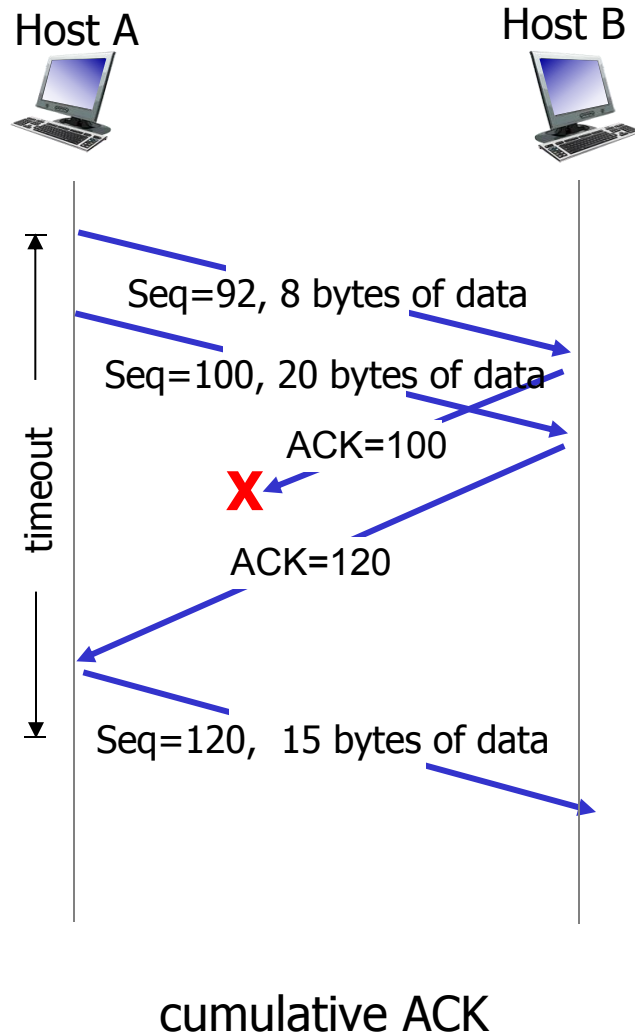 Host A
Host B
Seq=92, 8 bytes of data
Seq=100, 20 bytes of data
timeout
ACK=100
X
ACK=120
Seq=120, 15 bytes of data
cumulative ACK